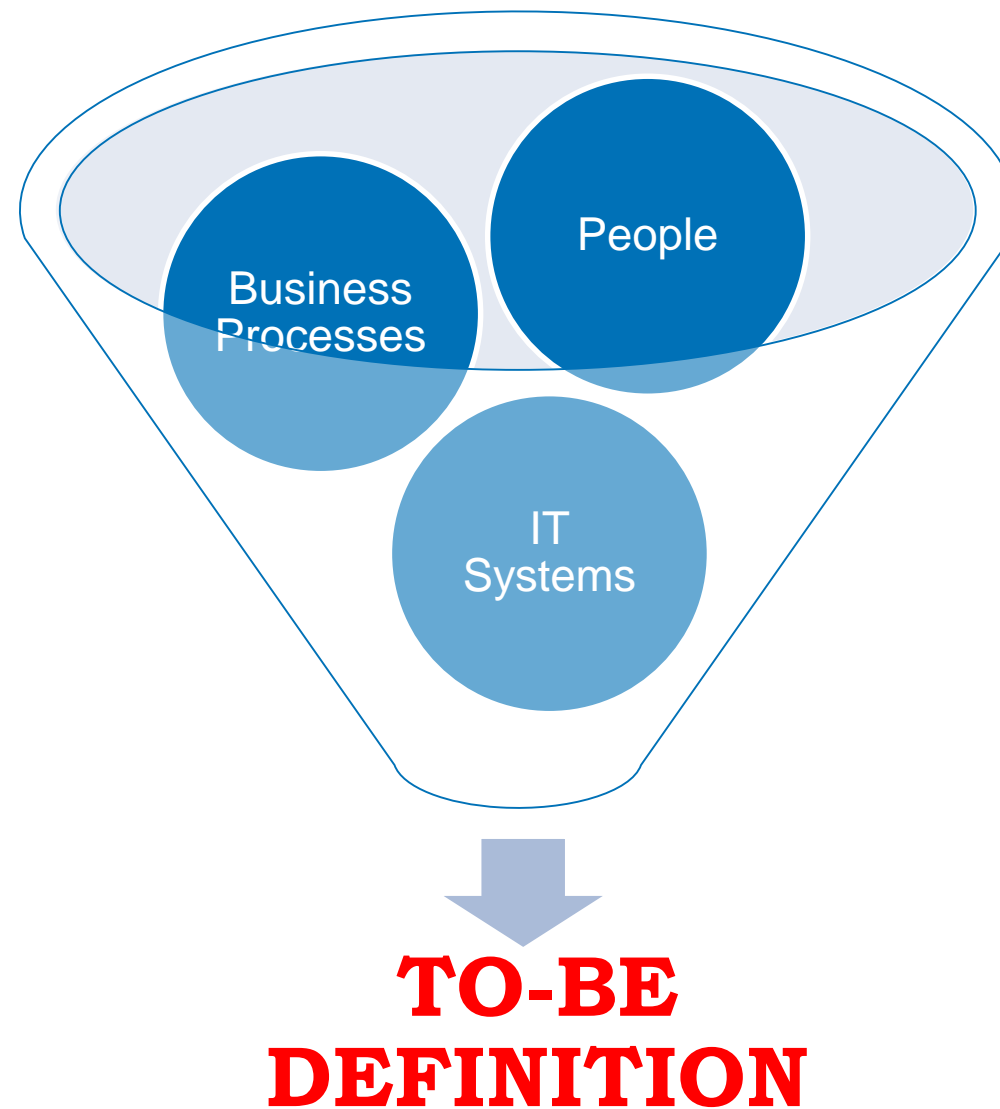 People
Business
Processes
IT
Systems
TO-BE
DEFINITION